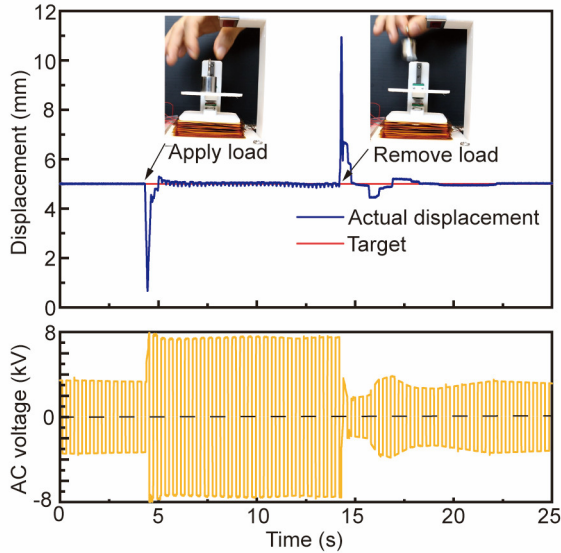 12
10
8
6
4
2
0
Displacement (mm)
Apply load
Remove load
Actual displacement
Target
8
0
-8
AC voltage (kV)
0
5
10
15
20
25
Time (s)